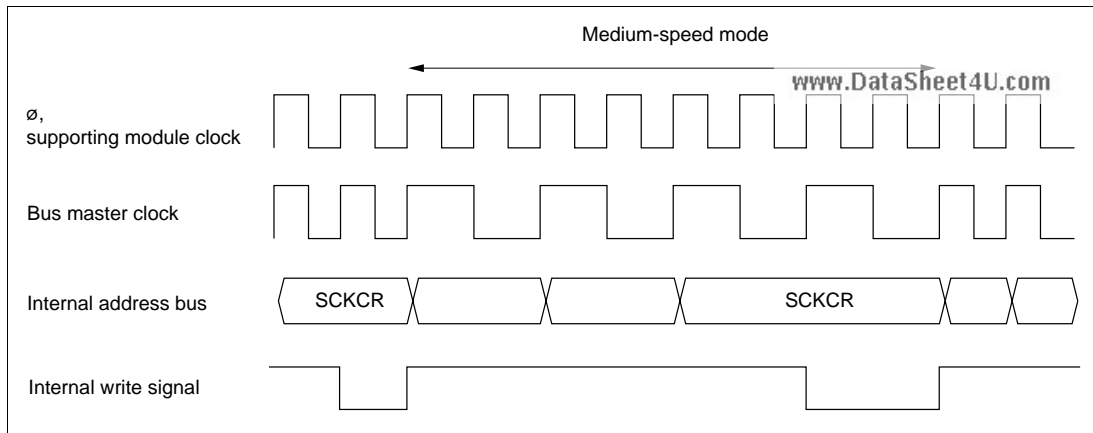 Medium-speed mode
www.DataSheet4U.com
ø,
supporting module clock
Bus master clock
Internal address bus
SCKCR
SCKCR
Internal write signal